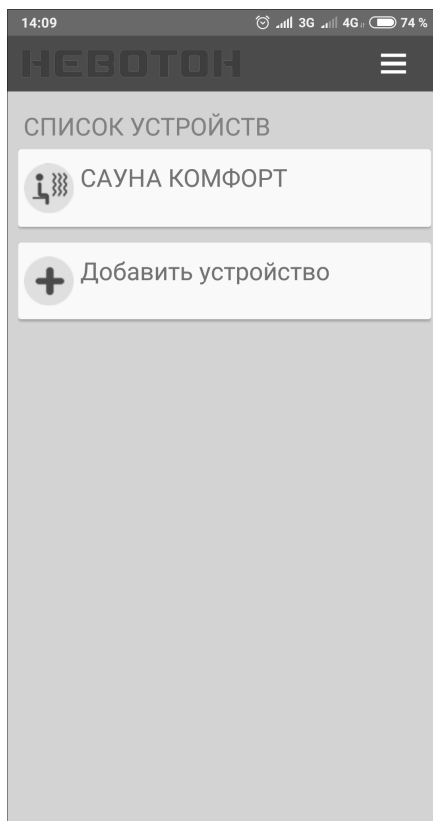 14:09 3G 4G 74 %
НЕВОТОН
СПИСОК УСТРОЙСТВ
САУНА КОМФОРТ
Добавить устройство